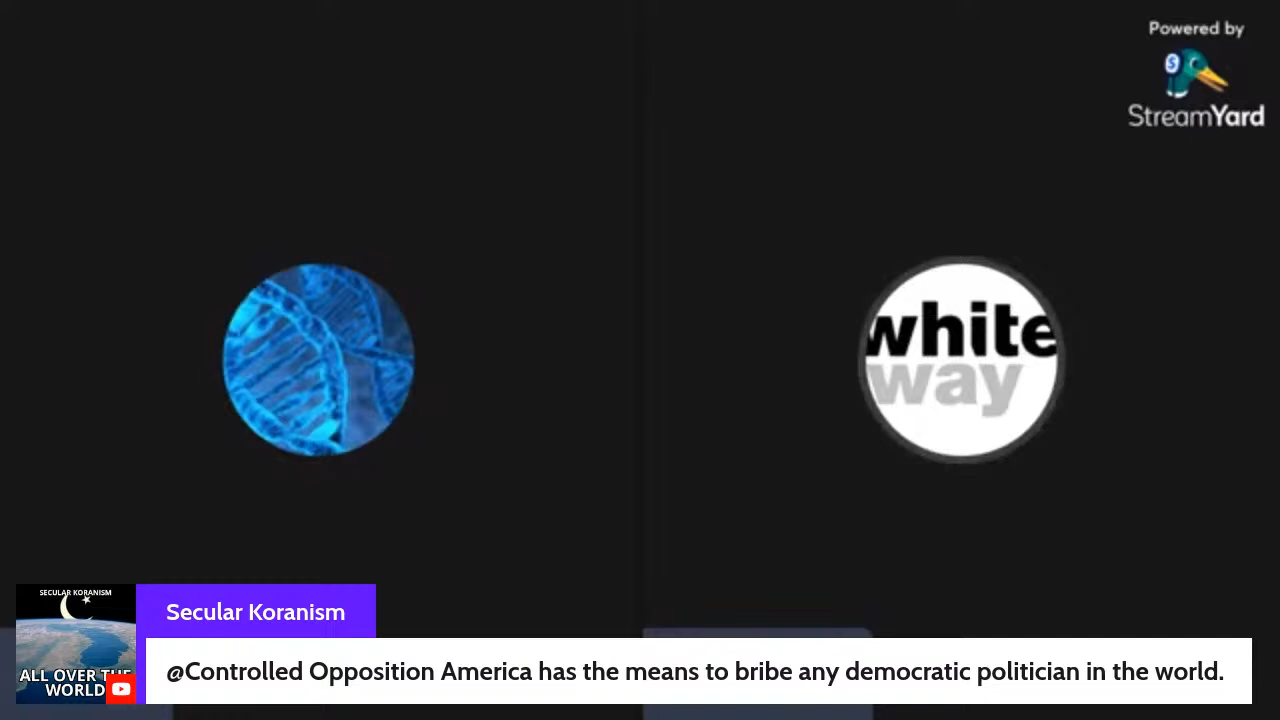 Powered by
S
StreamYard
white
way
SECULAR KORANISM
ALL OVER THE
WORLD
Secular Koranism
@Controlled Opposition America has the means to bribe any democratic politician in the world.